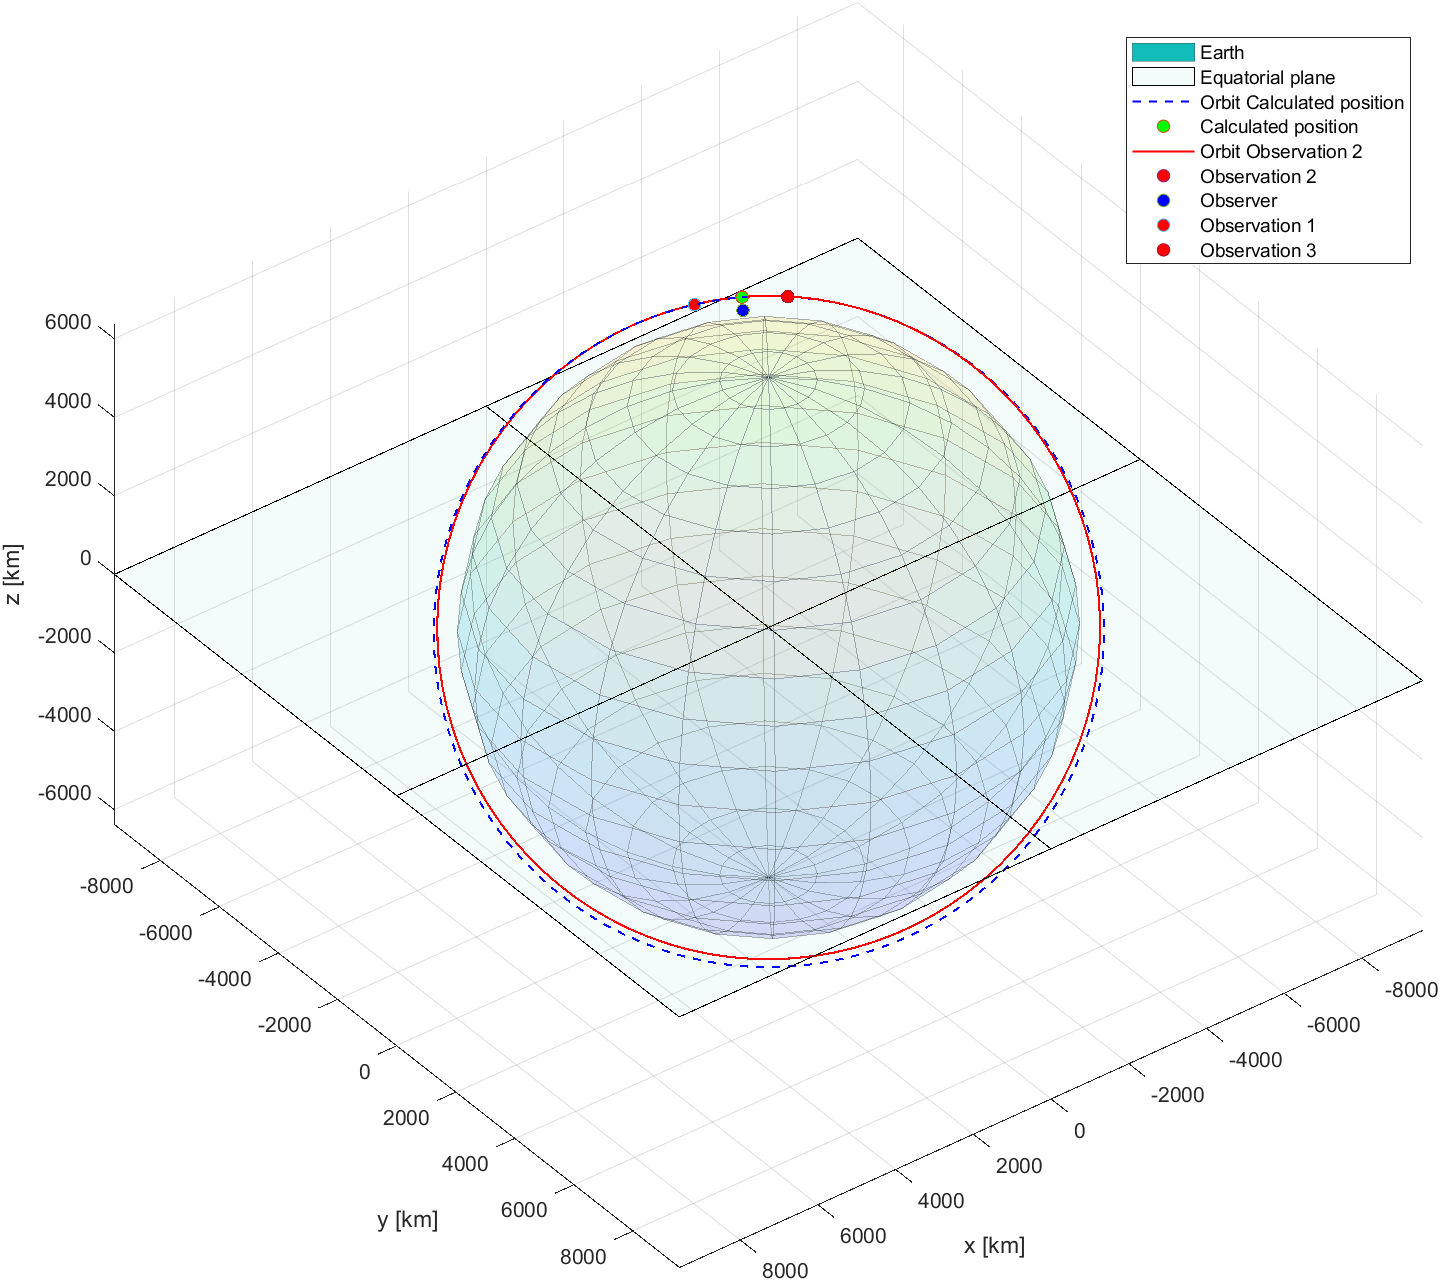 Earth
Equatorial plane
Orbit Calculated position
Calculated position
Orbit Observation 2
Observation 2
Observer
Observation 1
Observation 3
6000
4000
2000
0
-2000
-4000
-6000
z [km]
-8000
-6000
-4000
-2000
0
2000
4000
6000
8000
y [km]
-8000
-6000
-4000
-2000
0
2000
4000
6000
8000
x [km]